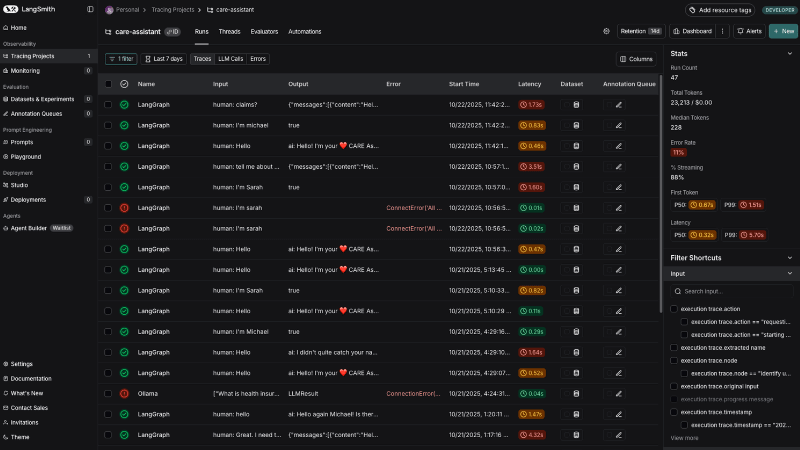 LangSmith
Personal > Tracing Projects > care-assistant
Add resource tags
DEVELOPER
Home
Observability
Tracing Projects 1
Monitoring 0
Evaluation
Datasets & Experiments 0
Annotation Queues 0
Prompt Engineering
Prompts 0
Playground
Deployment
Studio
Deployments 0
Agents
Agent Builder Waitlist
Settings
Documentation
What's New
Contact Sales
Invitations
Theme
care-assistant ID Runs Threads Evaluators Automations
Retention 14d Dashboard Alerts + New
1 filter Last 7 days Traces LLM Calls Errors Columns
Name Input Output Error Start Time Latency Dataset Annotation Queue
LangGraph human: claims? {"messages":[{"content":"Hei... 10/22/2025, 11:42:2... 1.73s
LangGraph human: I'm michael true 10/22/2025, 11:42:2... 0.83s
LangGraph human: Hello ai: Hello! I'm your ❤️ CARE As... 10/22/2025, 11:42:1... 0.46s
LangGraph human: tell me about ... {"messages":[{"content":"Hei... 10/22/2025, 10:57:1... 3.51s
LangGraph human: I'm Sarah true 10/22/2025, 10:57:0... 1.60s
LangGraph human: I'm sarah ConnectError('All ... 10/22/2025, 10:56:5... 0.01s
LangGraph human: I'm sarah ConnectError('All ... 10/22/2025, 10:56:5... 0.02s
LangGraph human: Hello ai: Hello! I'm your ❤️ CARE As... 10/22/2025, 10:56:3... 0.47s
LangGraph human: Hello ai: Hello! I'm your ❤️ CARE As... 10/21/2025, 5:13:45 ... 0.00s
LangGraph human: I'm Sarah true 10/21/2025, 5:10:33... 0.82s
LangGraph human: Hello ai: Hello! I'm your ❤️ CARE As... 10/21/2025, 5:10:29 ... 0.11s
LangGraph human: I'm Michael true 10/21/2025, 4:29:16... 0.29s
LangGraph human: Hello ai: I didn't quite catch your na... 10/21/2025, 4:29:10... 1.64s
LangGraph human: Hello ai: Hello! I'm your ❤️ CARE As... 10/21/2025, 4:29:07... 0.52s
Ollama ["What is health insur... LLMResult ConnectionError(... 10/21/2025, 4:24:31... 0.04s
LangGraph human: hello ai: Hello again Michael! Is ther... 10/21/2025, 1:20:11 ... 1.47s
LangGraph human: Great. I need t... {"messages":[{"content":"Hei... 10/21/2025, 1:17:16 ... 4.32s
Stats
Run Count
47
Total Tokens
23,213 / $0.00
Median Tokens
228
Error Rate
11%
% Streaming
68%
First Token
P50: 0.67s P99: 1.51s
Latency
P50: 0.32s P99: 5.70s
Filter Shortcuts
Input
Search input...
execution trace.action
execution trace.action == "requesti...
execution trace.action == "starting ...
execution trace.extracted name
execution trace.node
execution trace.node == "identify u...
execution trace.original input
execution trace.progress message
execution trace.timestamp
execution trace.timestamp == "202...
View more